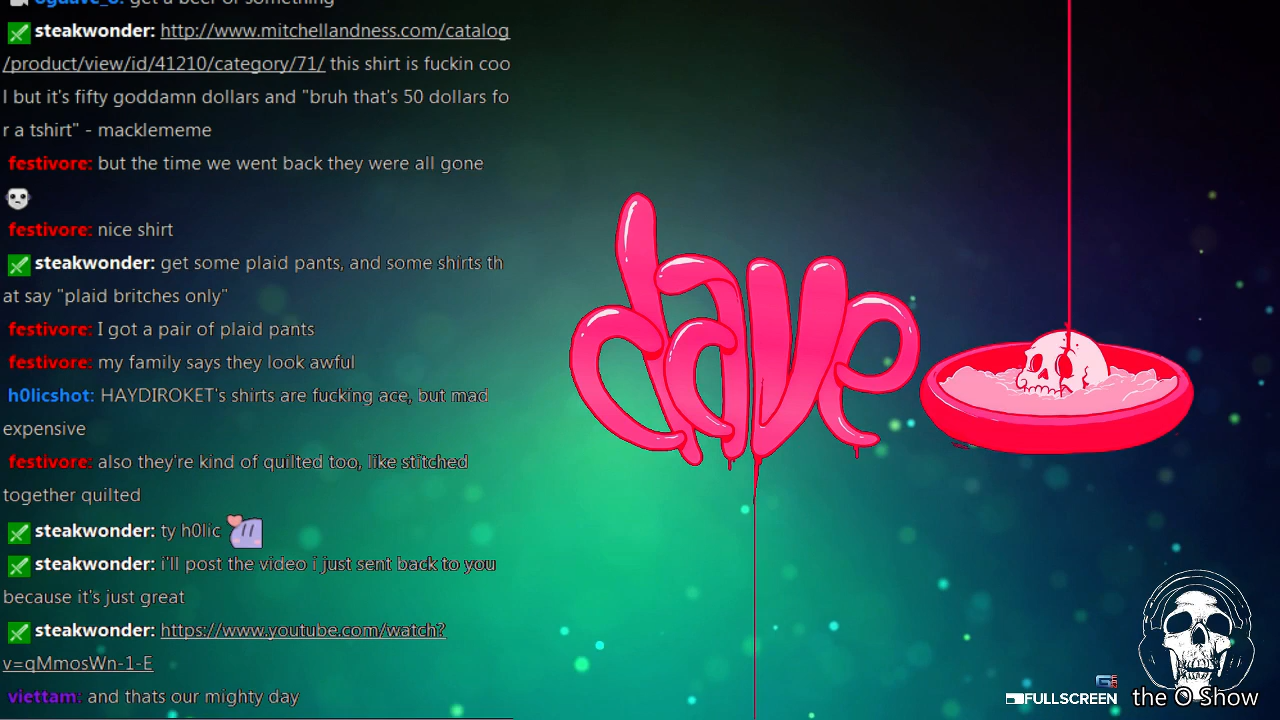 ogdave_o: get a beer or something
steakwonder: http://www.mitchellandness.com/catalog
/product/view/id/41210/category/71/ this shirt is fuckin coo
l but it's fifty goddamn dollars and "bruh that's 50 dollars fo
r a tshirt" - macklememe
festivore: but the time we went back they were all gone
festivore: nice shirt
steakwonder: get some plaid pants, and some shirts th
at say "plaid britches only"
festivore: I got a pair of plaid pants
festivore: my family says they look awful
h0licshot: HAYDIROKET's shirts are fucking ace, but mad
expensive
festivore: also they're kind of quilted too, like stitched
together quilted
steakwonder: ty h0lic
steakwonder: i'll post the video i just sent back to you
because it's just great
steakwonder: https://www.youtube.com/watch?
v=qMmosWn-1-E
viettam: and thats our mighty day
dave
FULLSCREEN
the O Show